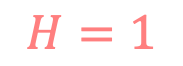 H = 1